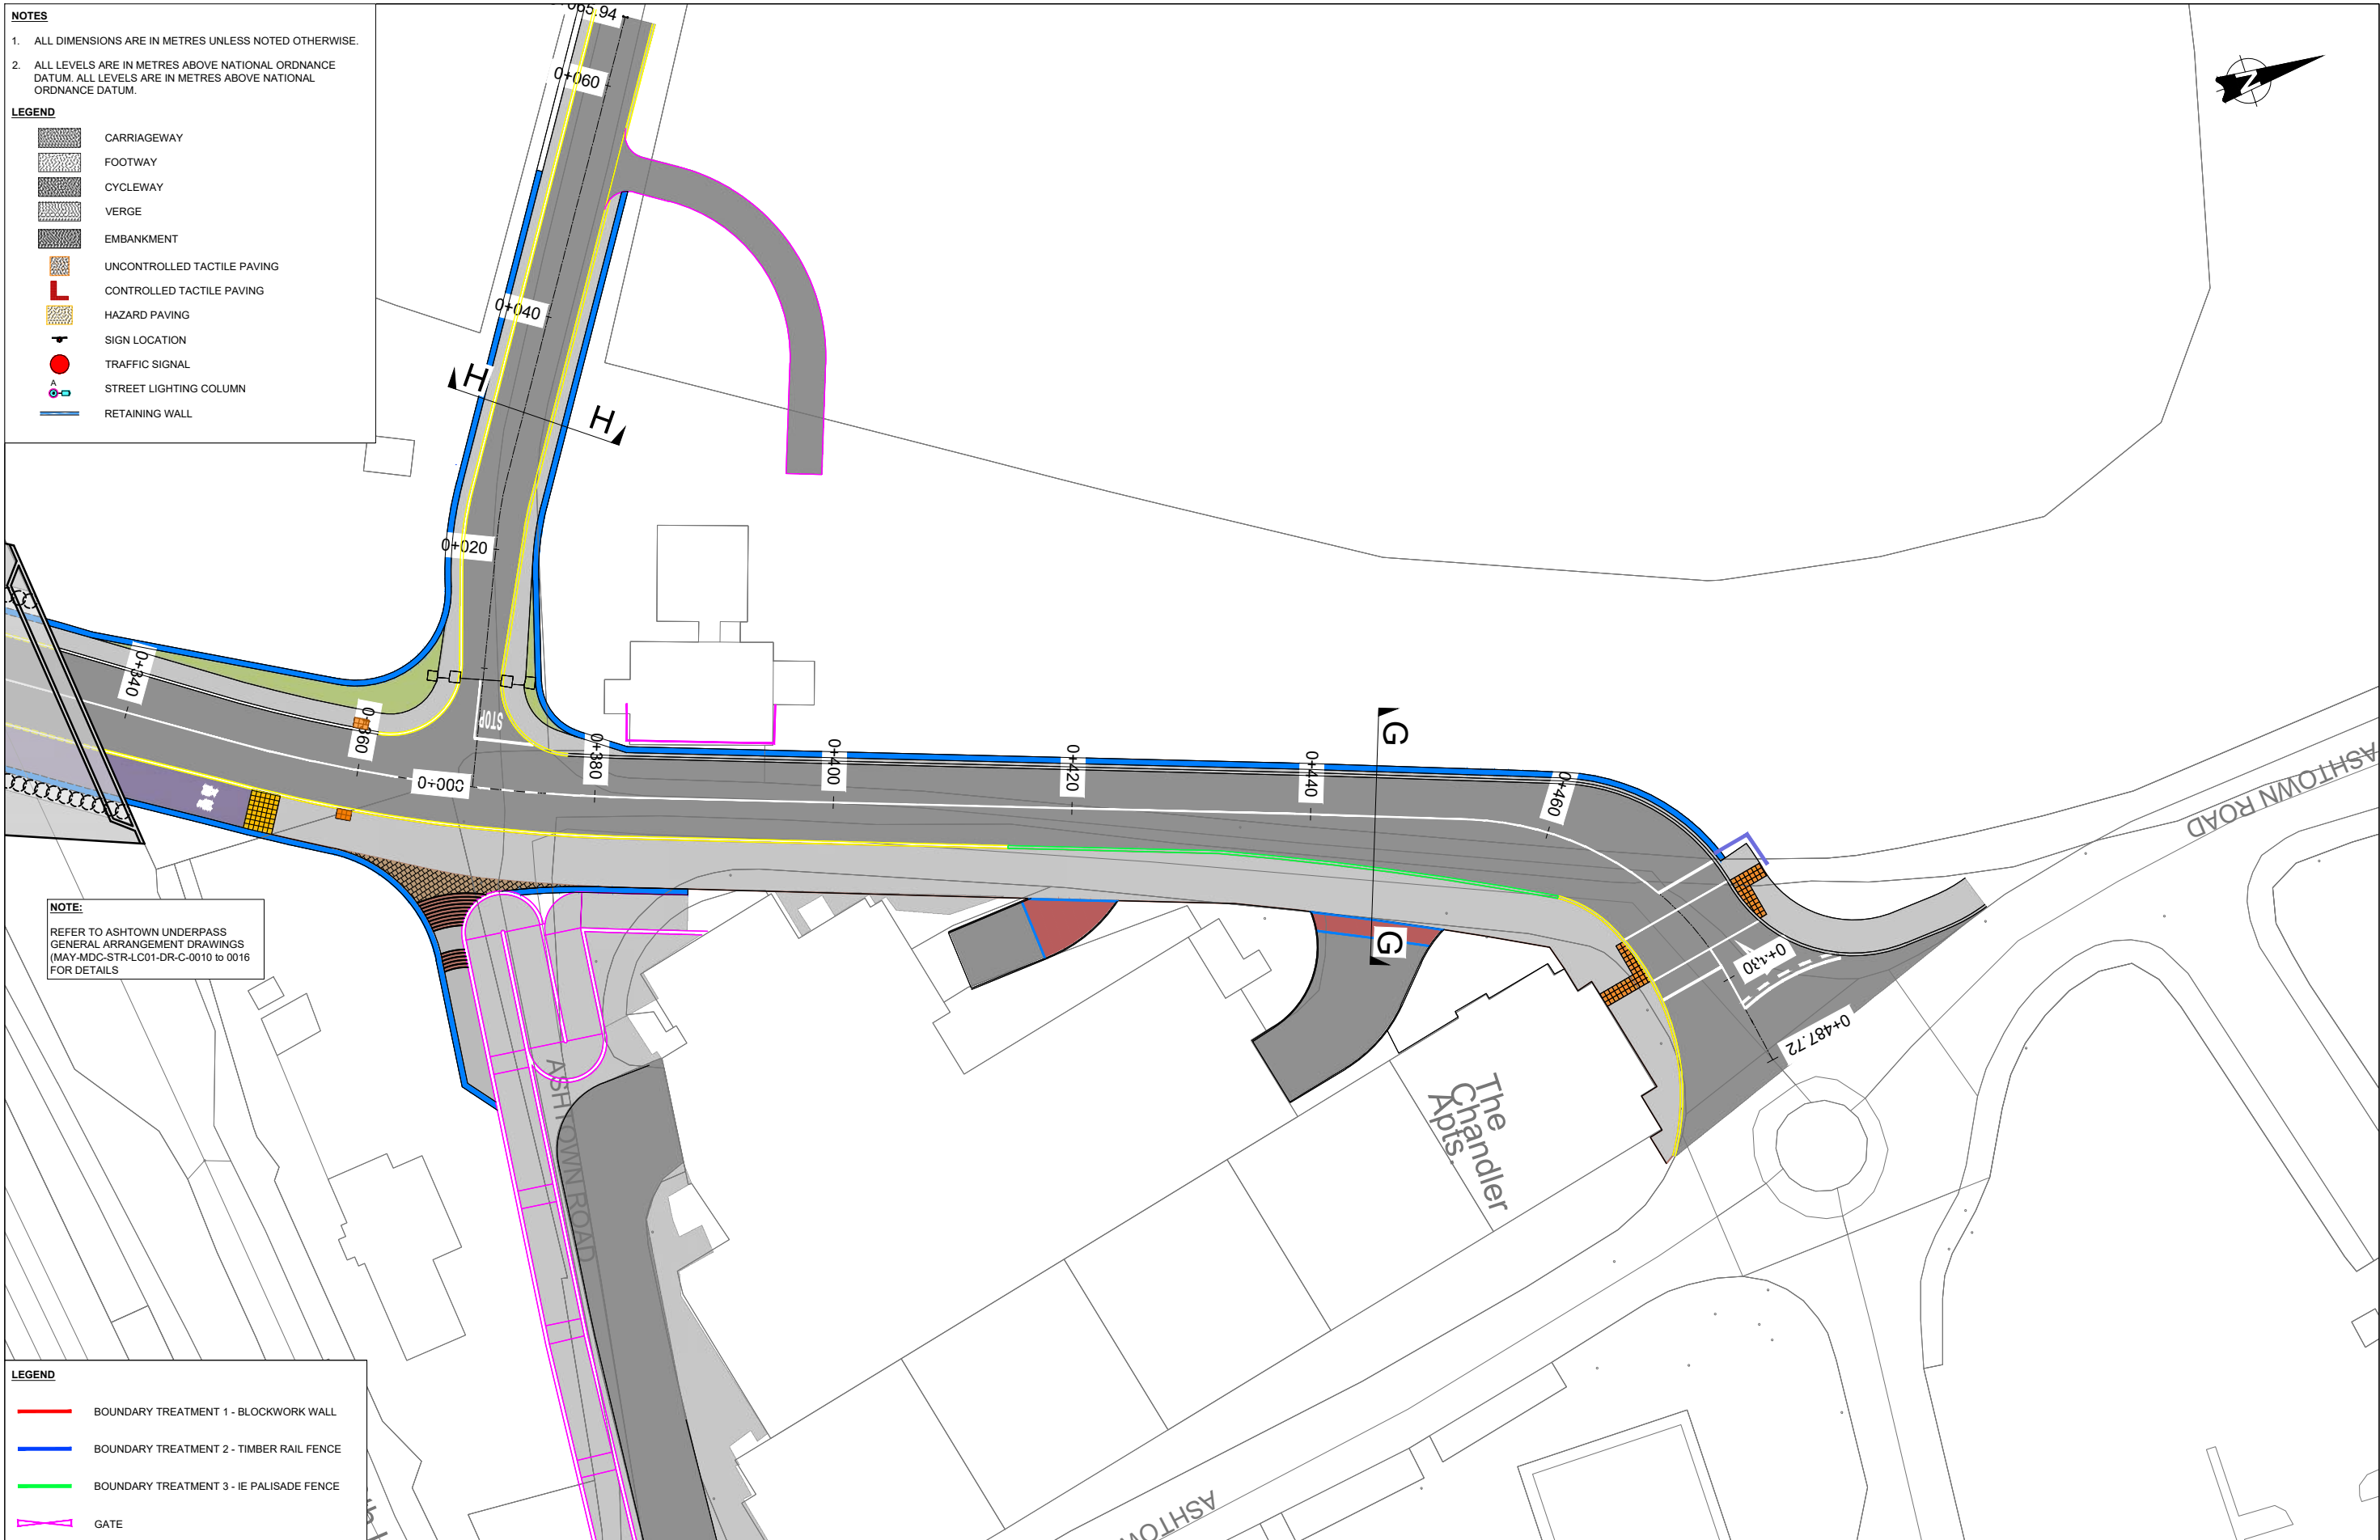 NOTES
1. ALL DIMENSIONS ARE IN METRES UNLESS NOTED OTHERWISE.
2. ALL LEVELS ARE IN METRES ABOVE NATIONAL ORDNANCE
DATUM. ALL LEVELS ARE IN METRES ABOVE NATIONAL
ORDNANCE DATUM.
LEGEND
CARRIAGEWAY
FOOTWAY
CYCLEWAY
VERGE
EMBANKMENT
UNCONTROLLED TACTILE PAVING
CONTROLLED TACTILE PAVING
HAZARD PAVING
SIGN LOCATION
TRAFFIC SIGNAL
A
STREET LIGHTING COLUMN
RETAINING WALL
0+060
0+040
H
H
0+020
N
0+340
0+360
STOP
0+000
0+380
0+400
0+420
0+440
G
0+460
G
0+487.72
ASHTOWN ROAD
NOTE:
REFER TO ASHTOWN UNDERPASS
GENERAL ARRANGEMENT DRAWINGS
(MAY-MDC-STR-LC01-DR-C-0010 to 0016
FOR DETAILS
ASHTOWN ROAD
The
Chandler
Apts.
LEGEND
BOUNDARY TREATMENT 1 - BLOCKWORK WALL
BOUNDARY TREATMENT 2 - TIMBER RAIL FENCE
BOUNDARY TREATMENT 3 - IE PALISADE FENCE
GATE